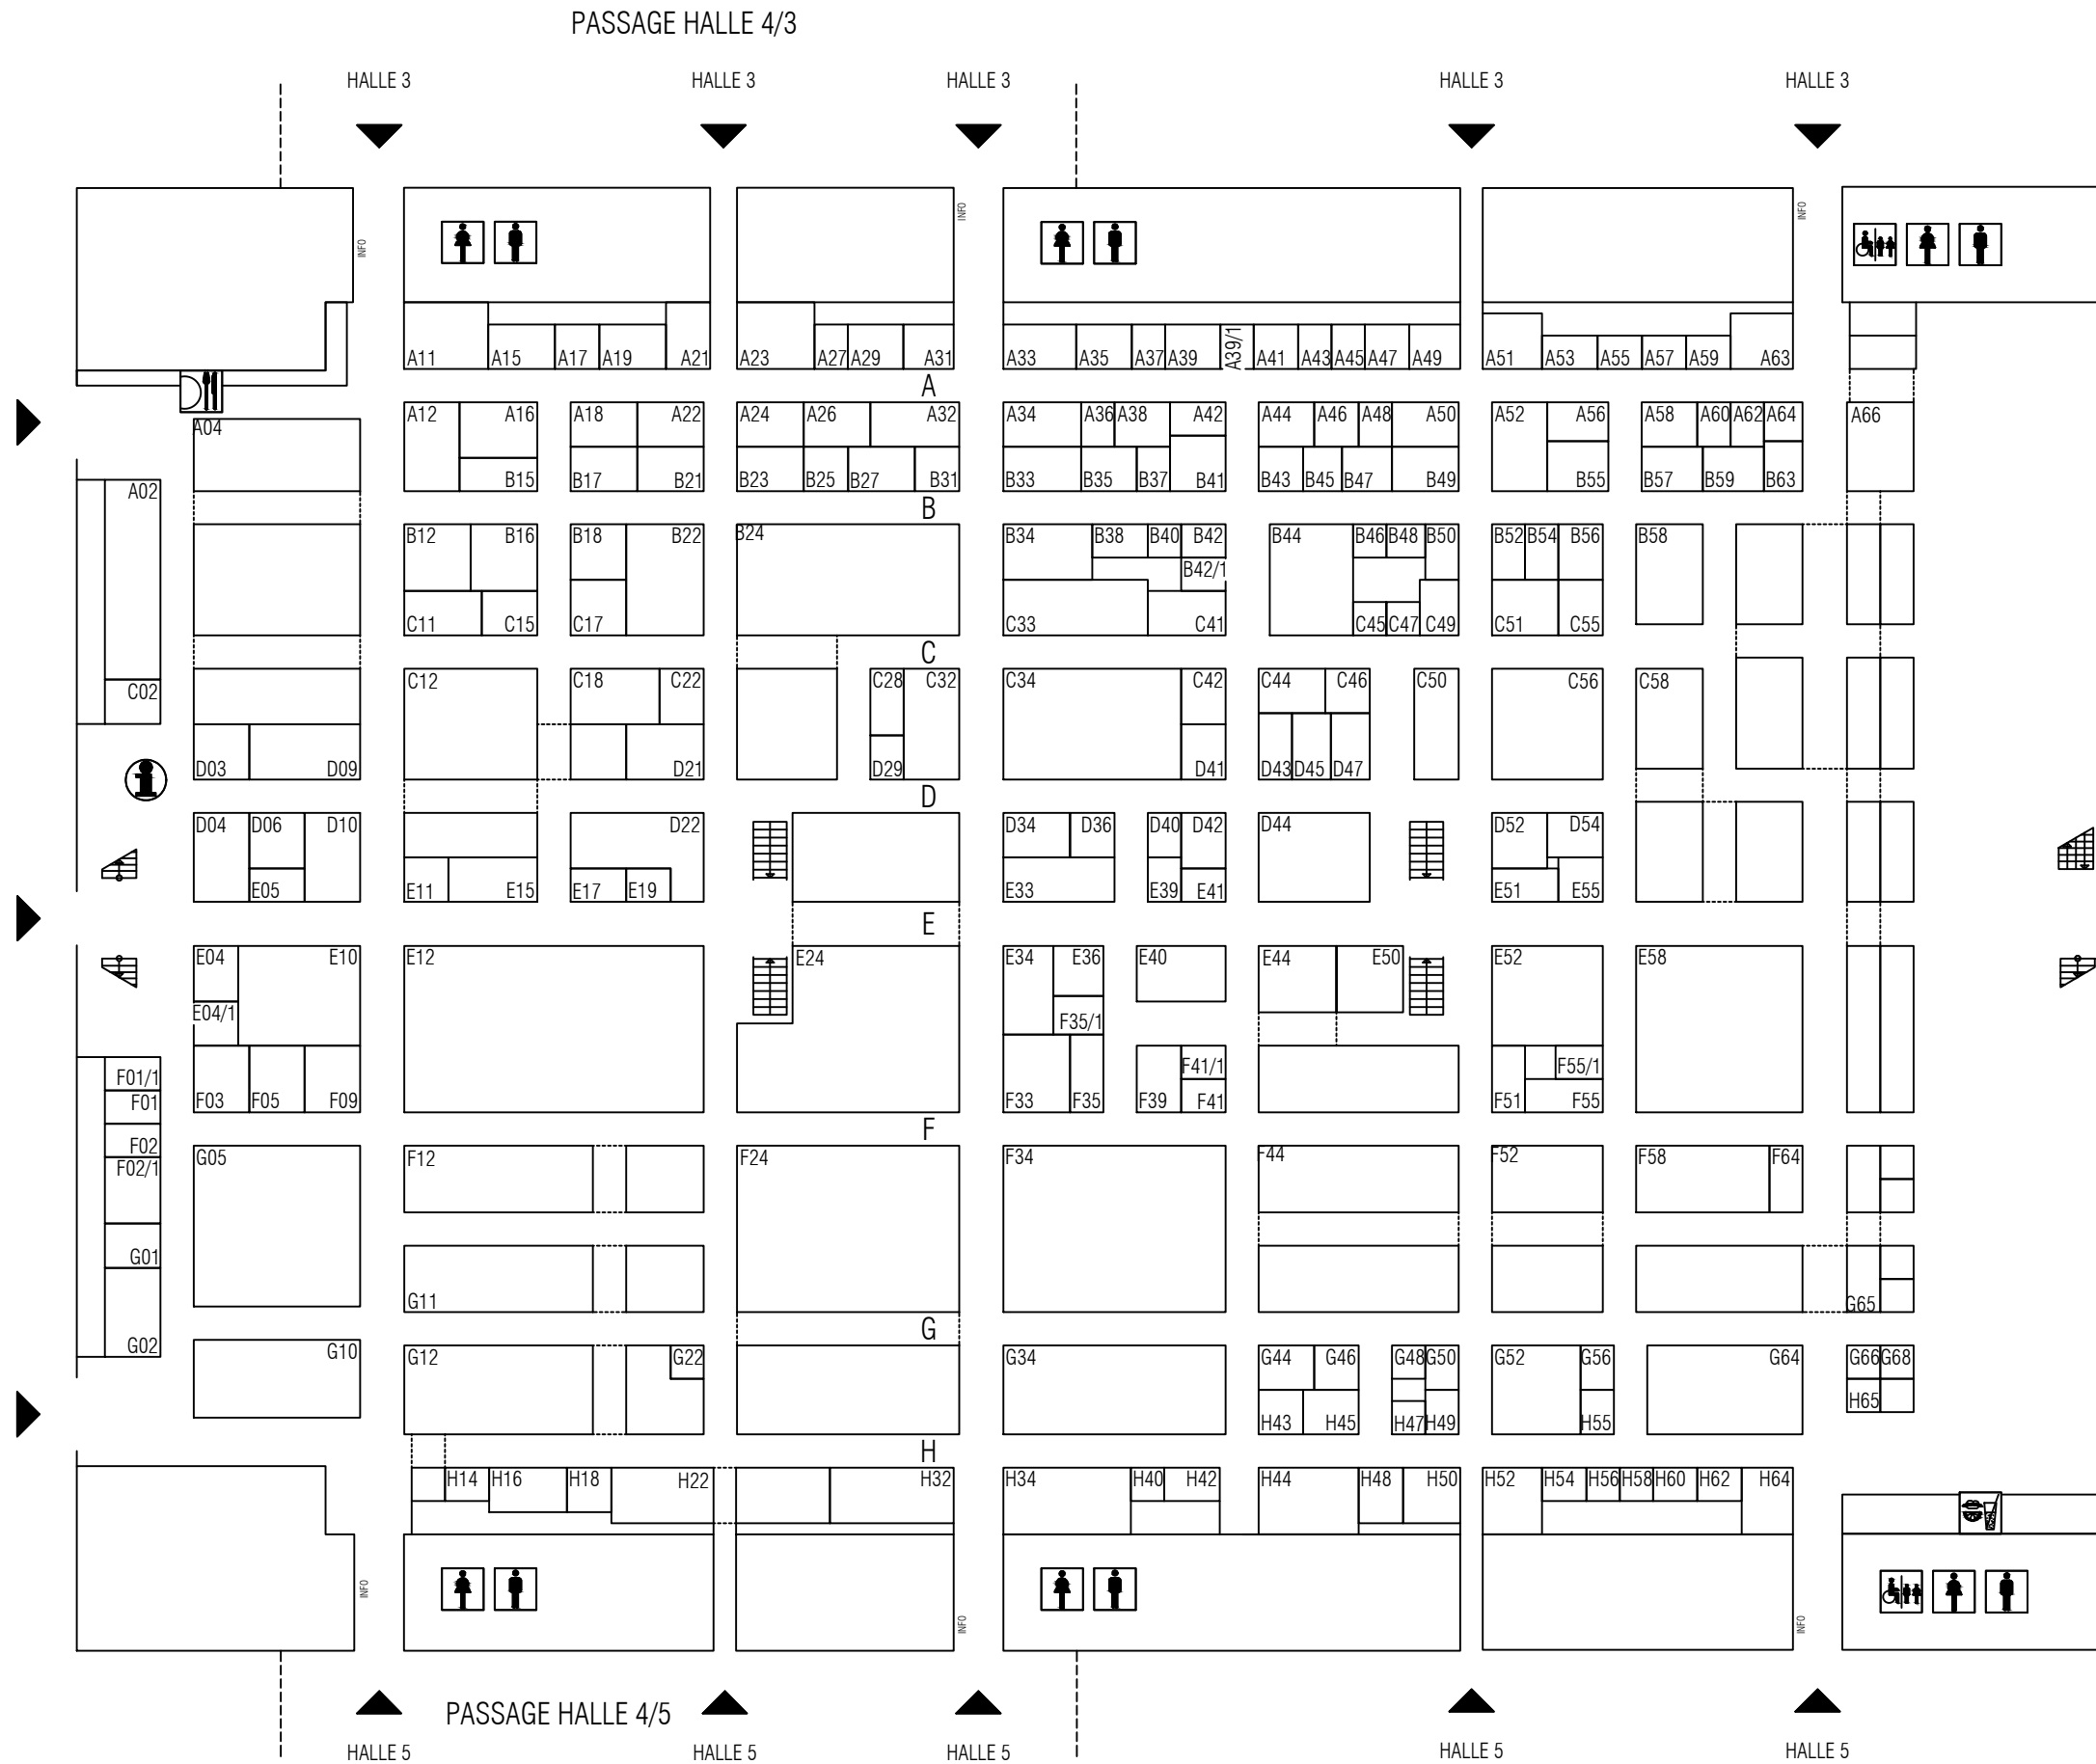 PASSAGE HALLE 4/3
HALLE 3 HALLE 3 HALLE 3 HALLE 3 HALLE 3
INFO INFO INFO
A11 A15 A17 A19 A21 A23 A27 A29 A31 A33 A35 A37 A39 A39/1 A41 A43 A45 A47 A49 A51 A53 A55 A57 A59 A63
A
A04 A12 A16 A18 A22 A24 A26 A32 A34 A36 A38 A42 A44 A46 A48 A50 A52 A56 A58 A60 A62 A64 A66
A02 B15 B17 B21 B23 B25 B27 B31 B33 B35 B37 B41 B43 B45 B47 B49 B55 B57 B59 B63
B
B12 B16 B18 B22 B24 B34 B38 B40 B42 B44 B46 B48 B50 B52 B54 B56 B58
B42/1
C11 C15 C17 C33 C41 C45 C47 C49 C51 C55
C
C02 C12 C18 C22 C28 C32 C34 C42 C44 C46 C50 C56 C58
D03 D09 D21 D29 D41 D43 D45 D47
D
D04 D06 D10 D22 D34 D36 D40 D42 D44 D52 D54
E05 E11 E15 E17 E19 E33 E39 E41 E51 E55
E
E04 E10 E12 E24 E34 E36 E40 E44 E50 E52 E58
E04/1 F35/1
F01/1 F41/1 F55/1
F01 F03 F05 F09 F33 F35 F39 F41 F51 F55
F
F02 G05 F12 F24 F34 F44 F52 F58 F64
F02/1
G01
G11 G65
G
G02 G10 G12 G22 G34 G44 G46 G48 G50 G52 G56 G64 G66 G68
H65
H43 H45 H47 H49 H55
H
H14 H16 H18 H22 H32 H34 H40 H42 H44 H48 H50 H52 H54 H56 H58 H60 H62 H64
INFO INFO INFO
PASSAGE HALLE 4/5
HALLE 5 HALLE 5 HALLE 5 HALLE 5 HALLE 5